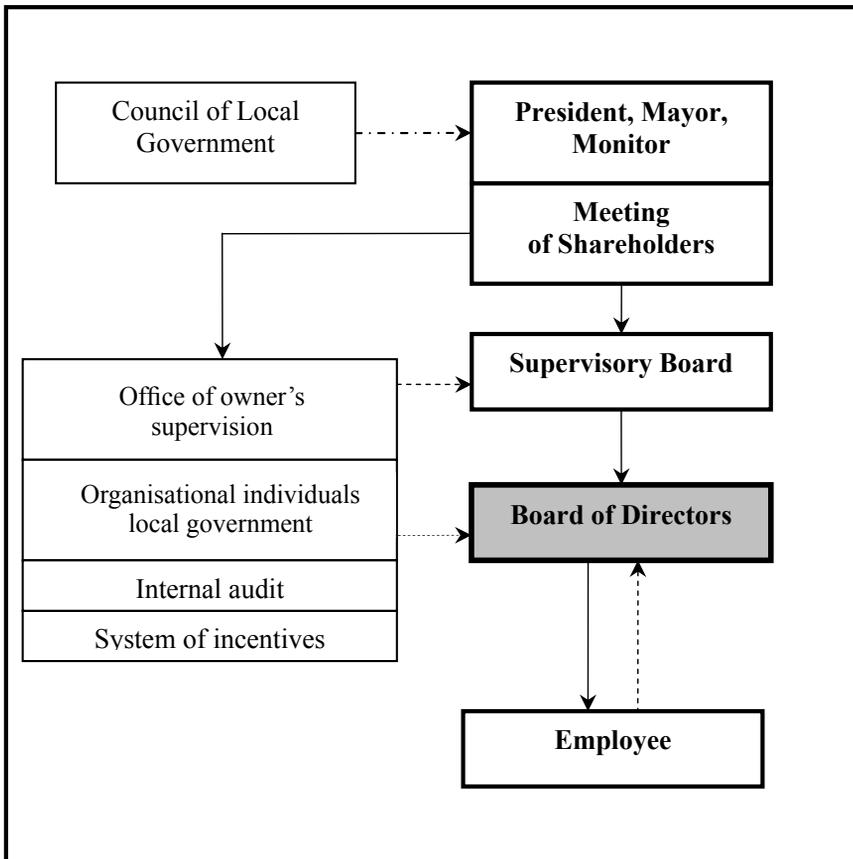 Council of Local
Government
President, Mayor,
Monitor
Meeting
of Shareholders
Supervisory Board
Office of owner’s
supervision
Organisational individuals
local government
Board of Directors
Internal audit
System of incentives
Employee